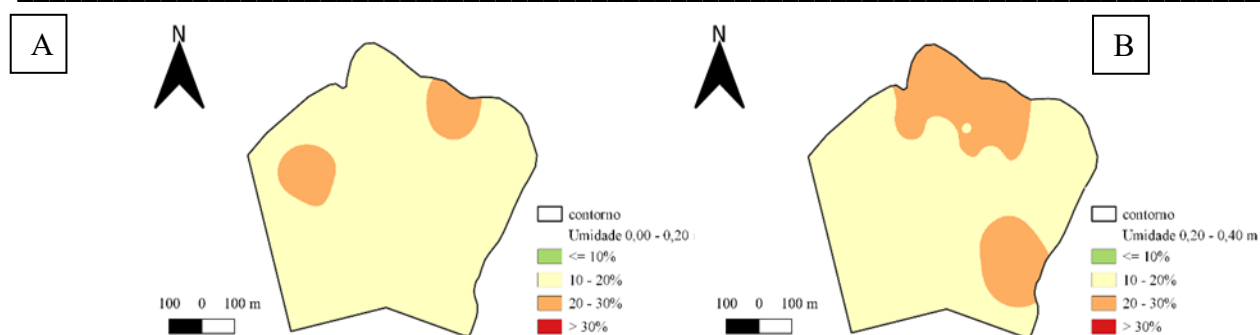 A
N
contorno
Umidade 0,00 - 0,20
<= 10%
10 - 20%
20 - 30%
> 30%
100 0 100 m
B
N
contorno
Umidade 0,20 - 0,40 m
<= 10%
10 - 20%
20 - 30%
> 30%
100 0 100 m